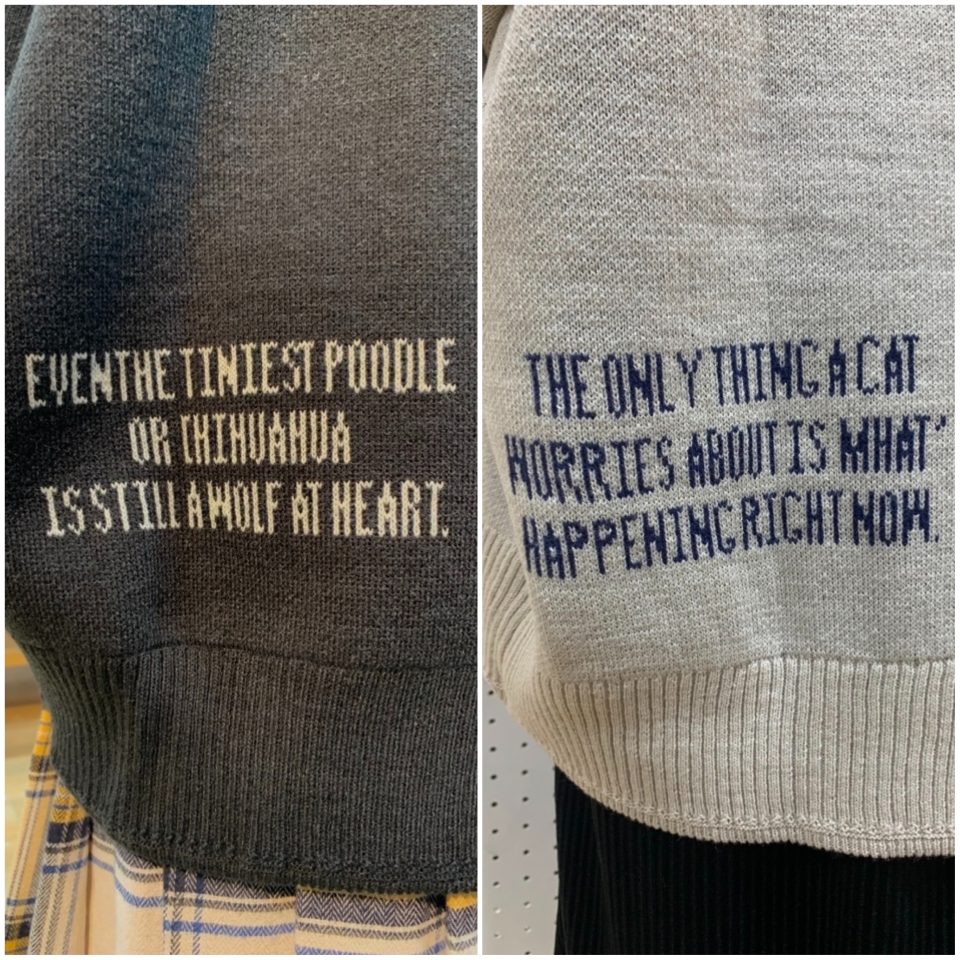 EVENTHE TINIEST POODLE
OR CHIHUAHUA
IS STILL A WOLF AT HEART.
THE ONLY THING A CAT
WORRIES ABOUT IS WHAT'
HAPPENING RIGHT NOW.